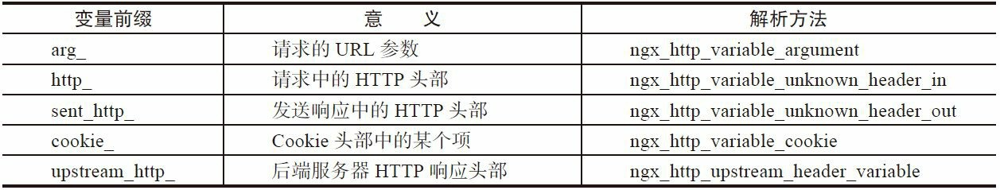 变量前缀 意 义 解析方法
arg_ 请求的 URL 参数 ngx_http_variable_argument
http_ 请求中的 HTTP 头部 ngx_http_variable_unknown_header_in
sent_http_ 发送响应中的 HTTP 头部 ngx_http_variable_unknown_header_out
cookie_ Cookie 头部中的某个项 ngx_http_variable_cookie
upstream_http_ 后端服务器 HTTP 响应头部 ngx_http_upstream_header_variable